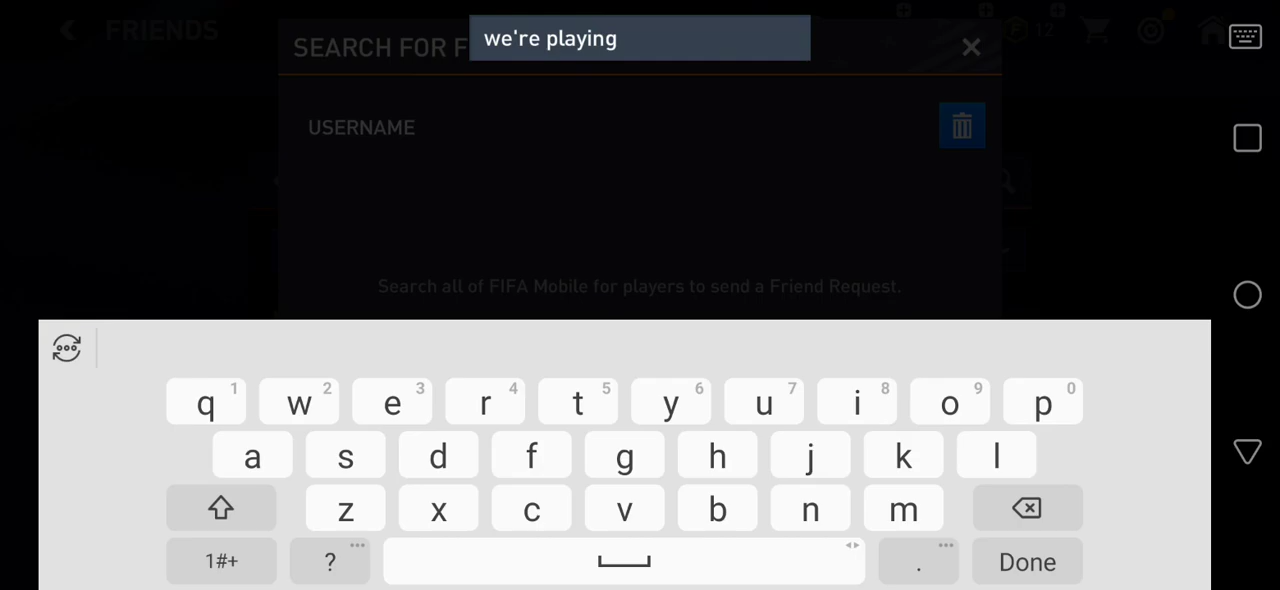 FRIENDS
SEARCH FOR F
we're playing
12
USERNAME
Search all of FIFA Mobile for players to send a Friend Request.
q 1 w 2 e 3 r 4 t 5 y 6 u 7 i 8 o 9 p 0
a s d f g h j k l
z x c v b n m
1#+ ? . Done